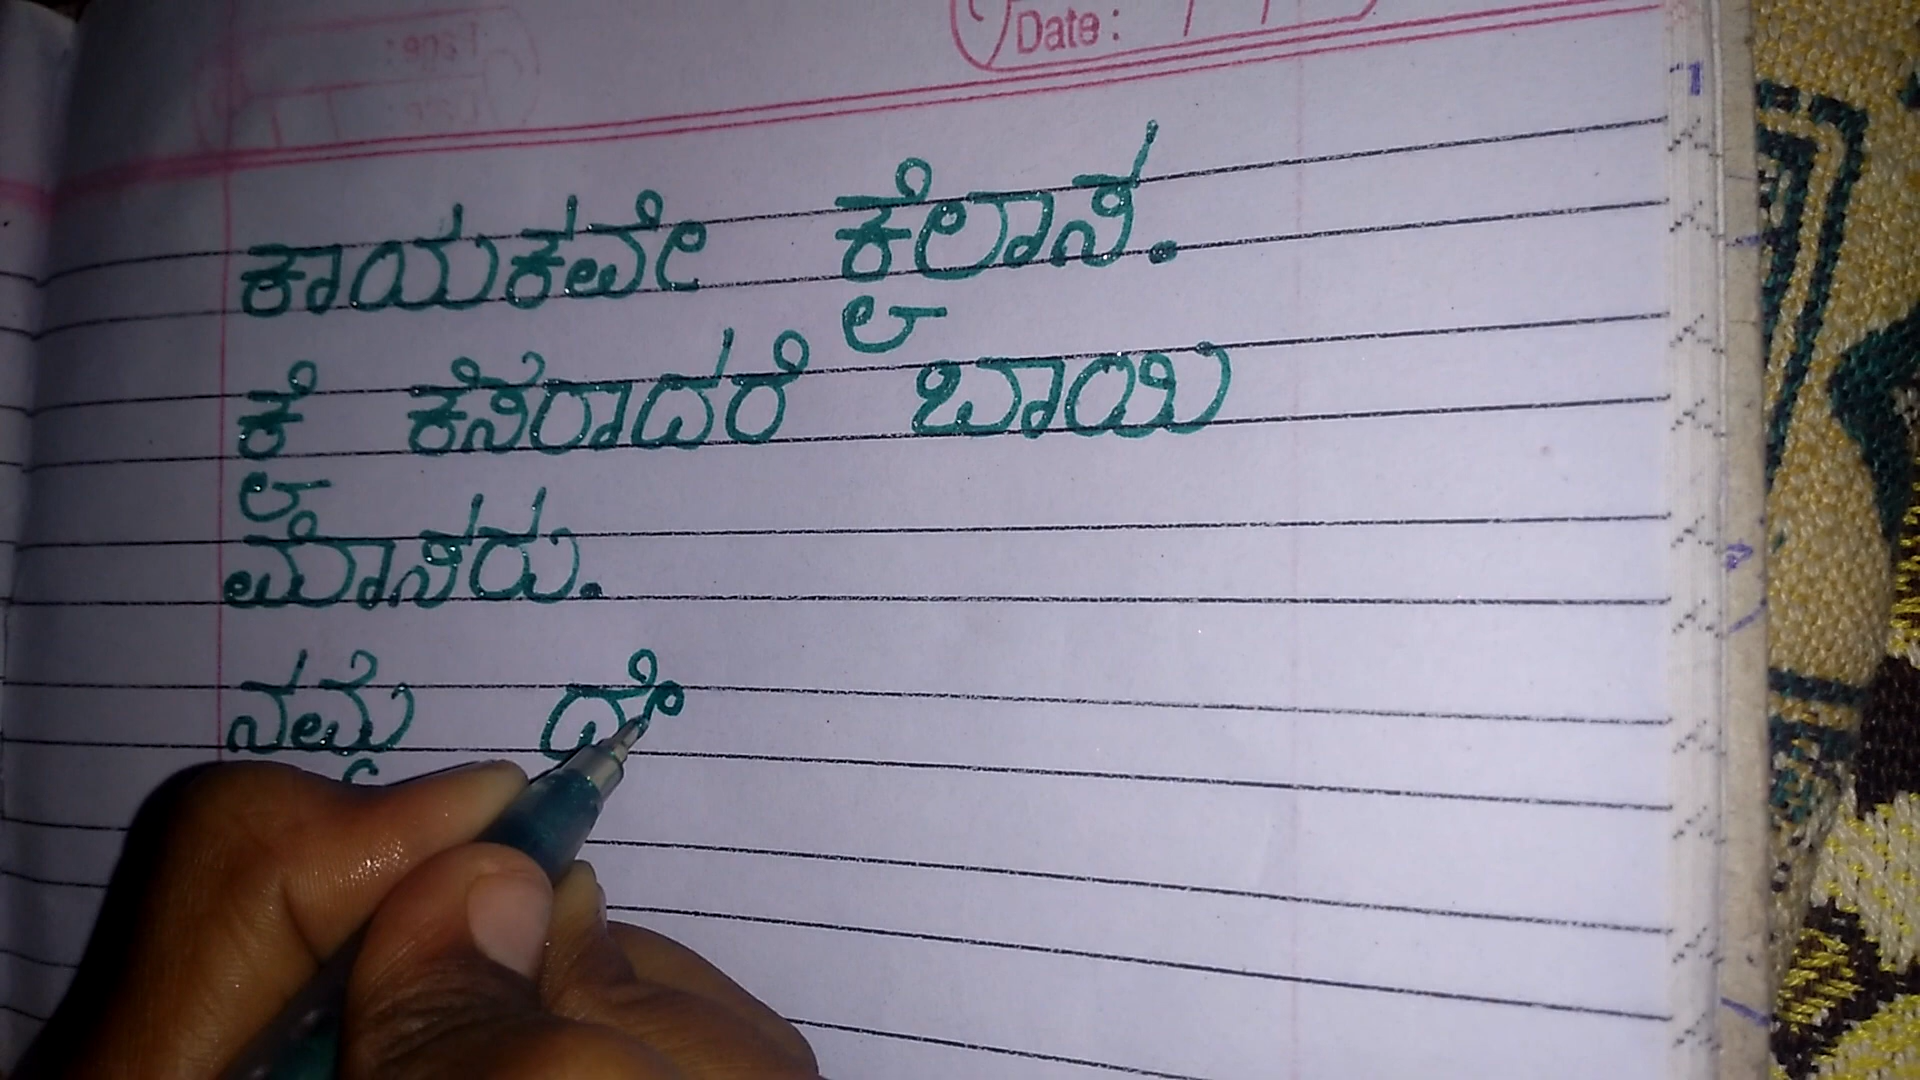 Date:
ಕಾಯಕವೇ ಕೈಲಾಸ.
ಕೈ ಕೆಸರಾದರೆ ಬಾಯಿ
ಮೊಸರು.
ನಮ್ಮ ದೇ